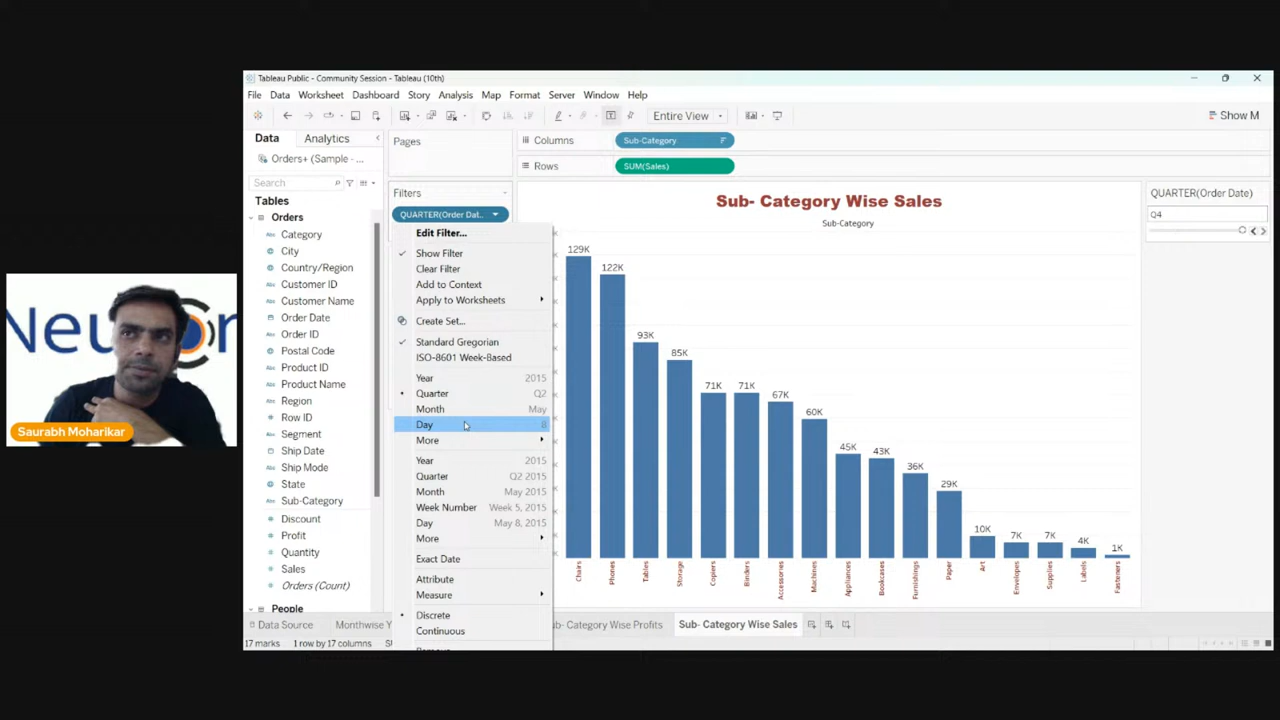 Tableau Public - Community Session - Tableau (10th)
File Data Worksheet Dashboard Story Analysis Map Format Server Window Help
Entire View
Show M
Data Analytics
Pages
Columns Sub-Category
Orders+ (Sample - ...
Rows SUM(Sales)
Search
Filters
QUARTER(Order Dat..
Tables
Orders
Category
City
Country/Region
Customer ID
Customer Name
Order Date
Order ID
Postal Code
Product ID
Product Name
Region
Row ID
Segment
Ship Date
Ship Mode
State
Sub-Category
Discount
Profit
Quantity
Sales
Orders (Count)
People
Edit Filter...
Show Filter
Clear Filter
Add to Context
Apply to Worksheets
Create Set...
Standard Gregorian
ISO-8601 Week-Based
Year 2015
Quarter Q2
Month May
Day 8
More
Year 2015
Quarter Q2 2015
Month May 2015
Week Number Week 5, 2015
Day May 8, 2015
More
Exact Date
Attribute
Measure
Discrete
Continuous
Sub- Category Wise Sales
Sub-Category
129K
122K
93K
85K
71K
71K
67K
60K
45K
43K
36K
29K
10K
7K
7K
4K
1K
Chairs
Phones
Tables
Storage
Copiers
Binders
Accessories
Machines
Appliances
Bookcases
Furnishings
Paper
Art
Envelopes
Supplies
Labels
Fasteners
QUARTER(Order Date)
Q4
Data Source Monthwise Y ub- Category Wise Profits Sub- Category Wise Sales
17 marks 1 row by 17 columns
Neu n
Saurabh Moharikar